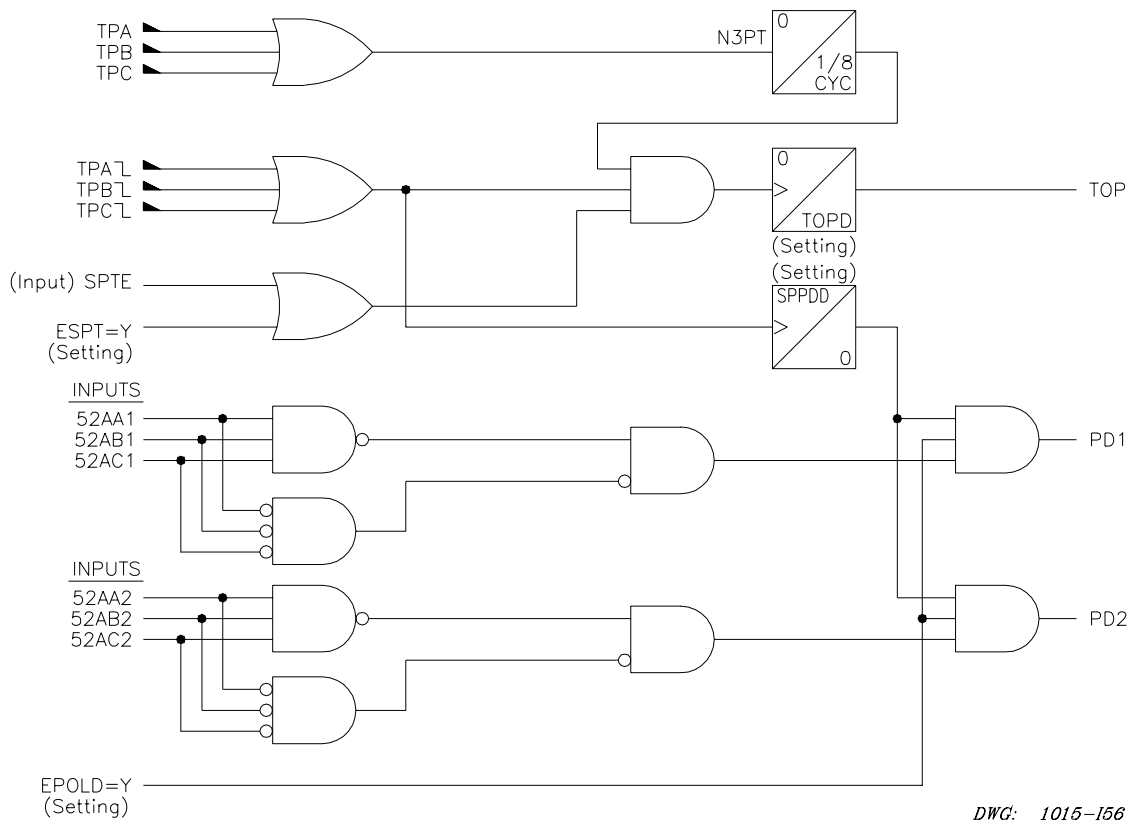 TPA
TPB
TPC
N3PT
0
1/8
CYC
TPA
TPB
TPC
0
TOPD
(Setting)
TOP
(Input) SPTE
ESPT=Y
(Setting)
(Setting)
SPPDD
0
INPUTS
52AA1
52AB1
52AC1
PD1
INPUTS
52AA2
52AB2
52AC2
PD2
EPOLD=Y
(Setting)
DWG: 1015-I56